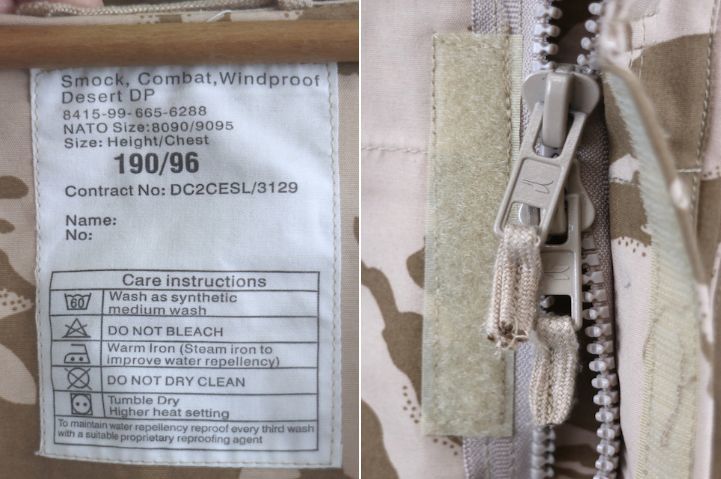 Smock, Combat,Windproof
Desert DP
8415-99-665-6288
NATO Size:8090/9095
Size: Height/Chest
190/96
Contract No: DC2CESL/3129
Name:
No:
Care instructions
60
Wash as synthetic
medium wash
DO NOT BLEACH
Warm Iron (Steam iron to
improve water repellency)
DO NOT DRY CLEAN
Tumble Dry
Higher heat setting
To maintain water repellency reproof every third wash
with a suitable proprietary reproofing agent